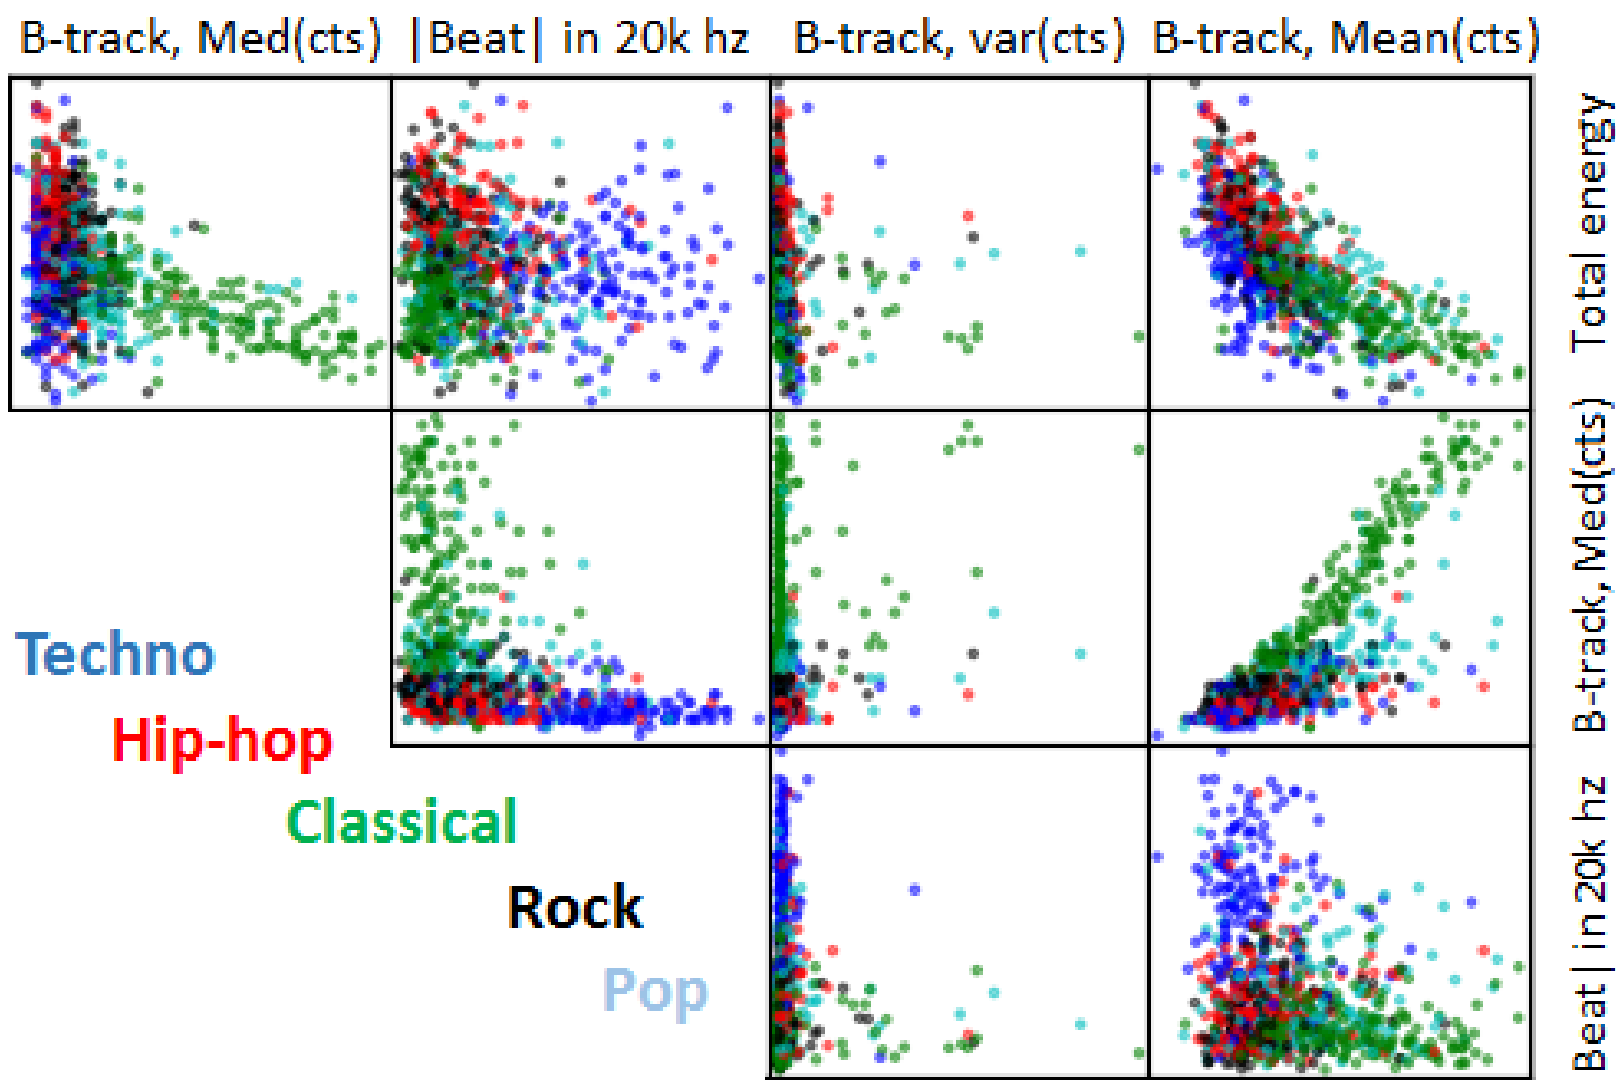 B-track, Med(cts) |Beat| in 20k hz B-track, var(cts) B-track, Mean(cts)
Total energy
B-track, Med(cts)
Beat| in 20k hz
Techno
Hip-hop
Classical
Rock
Pop